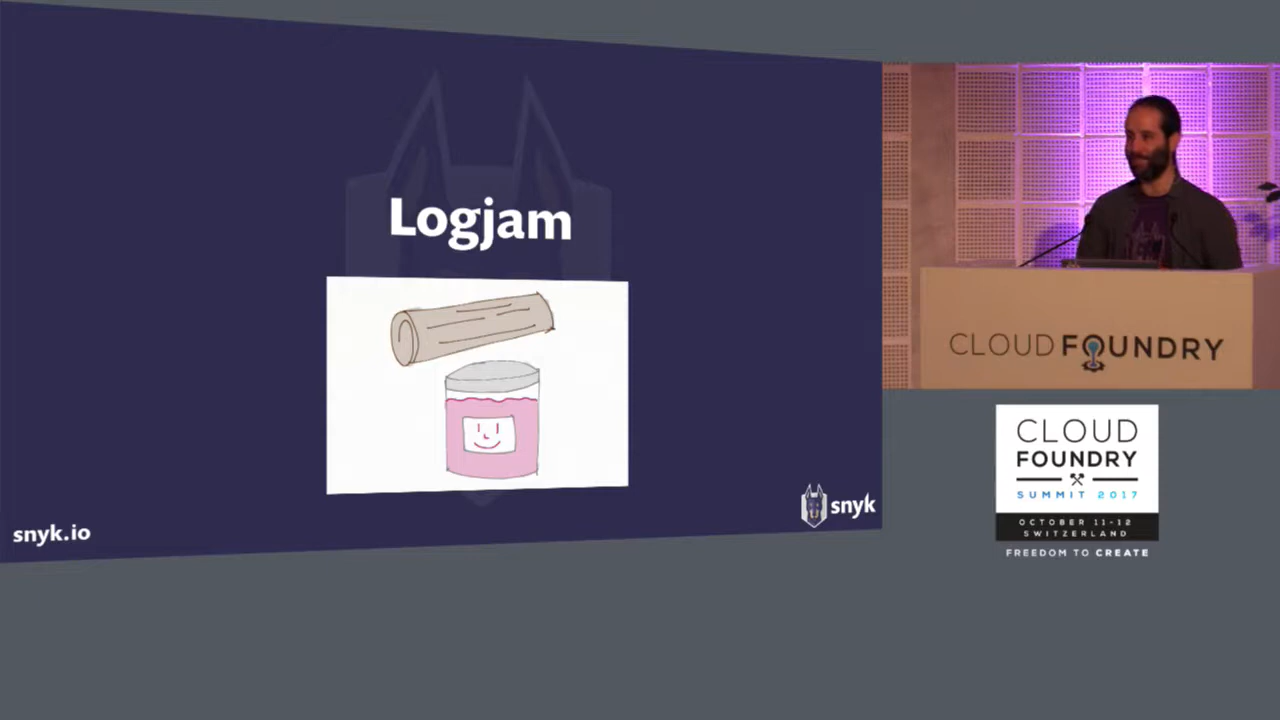 Logjam
snyk.io
snyk
CLOUD FOUNDRY
CLOUD
FOUNDRY
SUMMIT 2017
OCTOBER 11-12
SWITZERLAND
FREEDOM TO CREATE